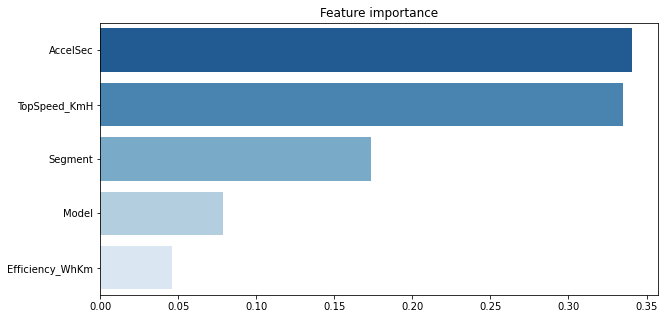 Feature importance
AccelSec
TopSpeed_KmH
Segment
Model
Efficiency_WhKm
0.00 0.05 0.10 0.15 0.20 0.25 0.30 0.35